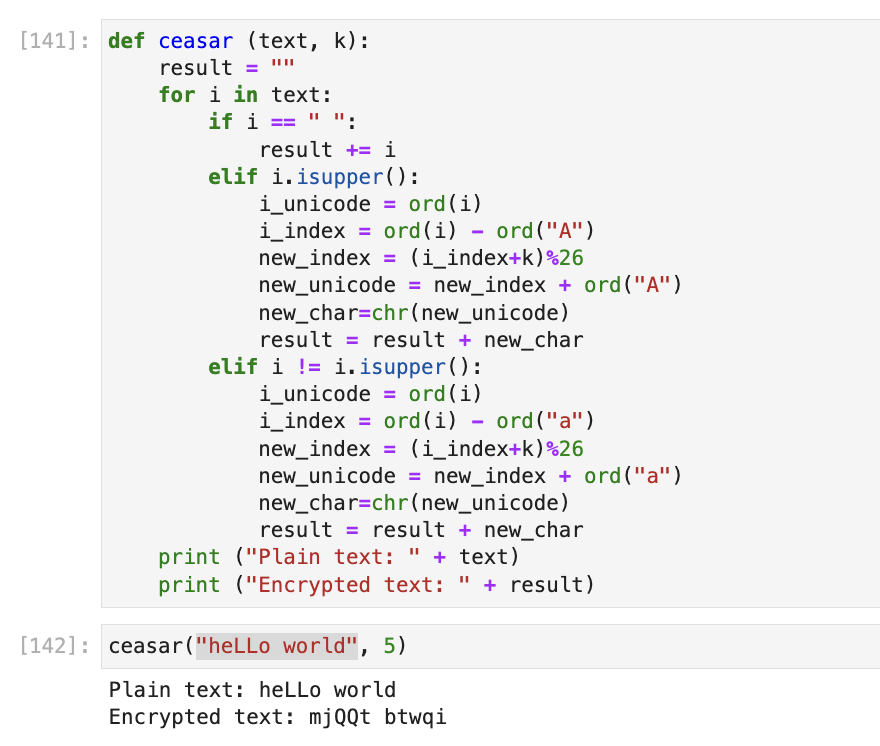 [141]: def ceasar (text, k):
    result = ""
    for i in text:
        if i == " ":
            result += i
        elif i.isupper():
            i_unicode = ord(i)
            i_index = ord(i) - ord("A")
            new_index = (i_index+k)%26
            new_unicode = new_index + ord("A")
            new_char=chr(new_unicode)
            result = result + new_char
        elif i != i.isupper():
            i_unicode = ord(i)
            i_index = ord(i) - ord("a")
            new_index = (i_index+k)%26
            new_unicode = new_index + ord("a")
            new_char=chr(new_unicode)
            result = result + new_char
    print ("Plain text: " + text)
    print ("Encrypted text: " + result)
[142]: ceasar("heLLo world", 5)
Plain text: heLLo world
Encrypted text: mjQQt btwqi